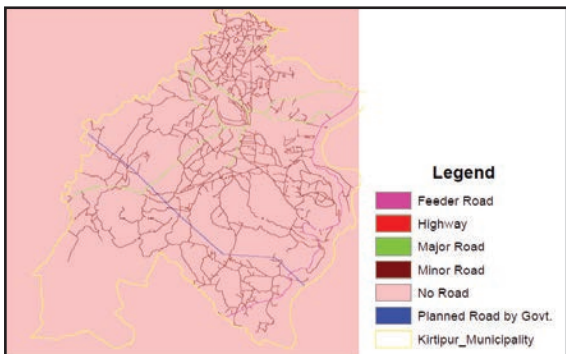 Legend
Feeder Road
Highway
Major Road
Minor Road
No Road
Planned Road by Govt.
Kirtipur_Municipality